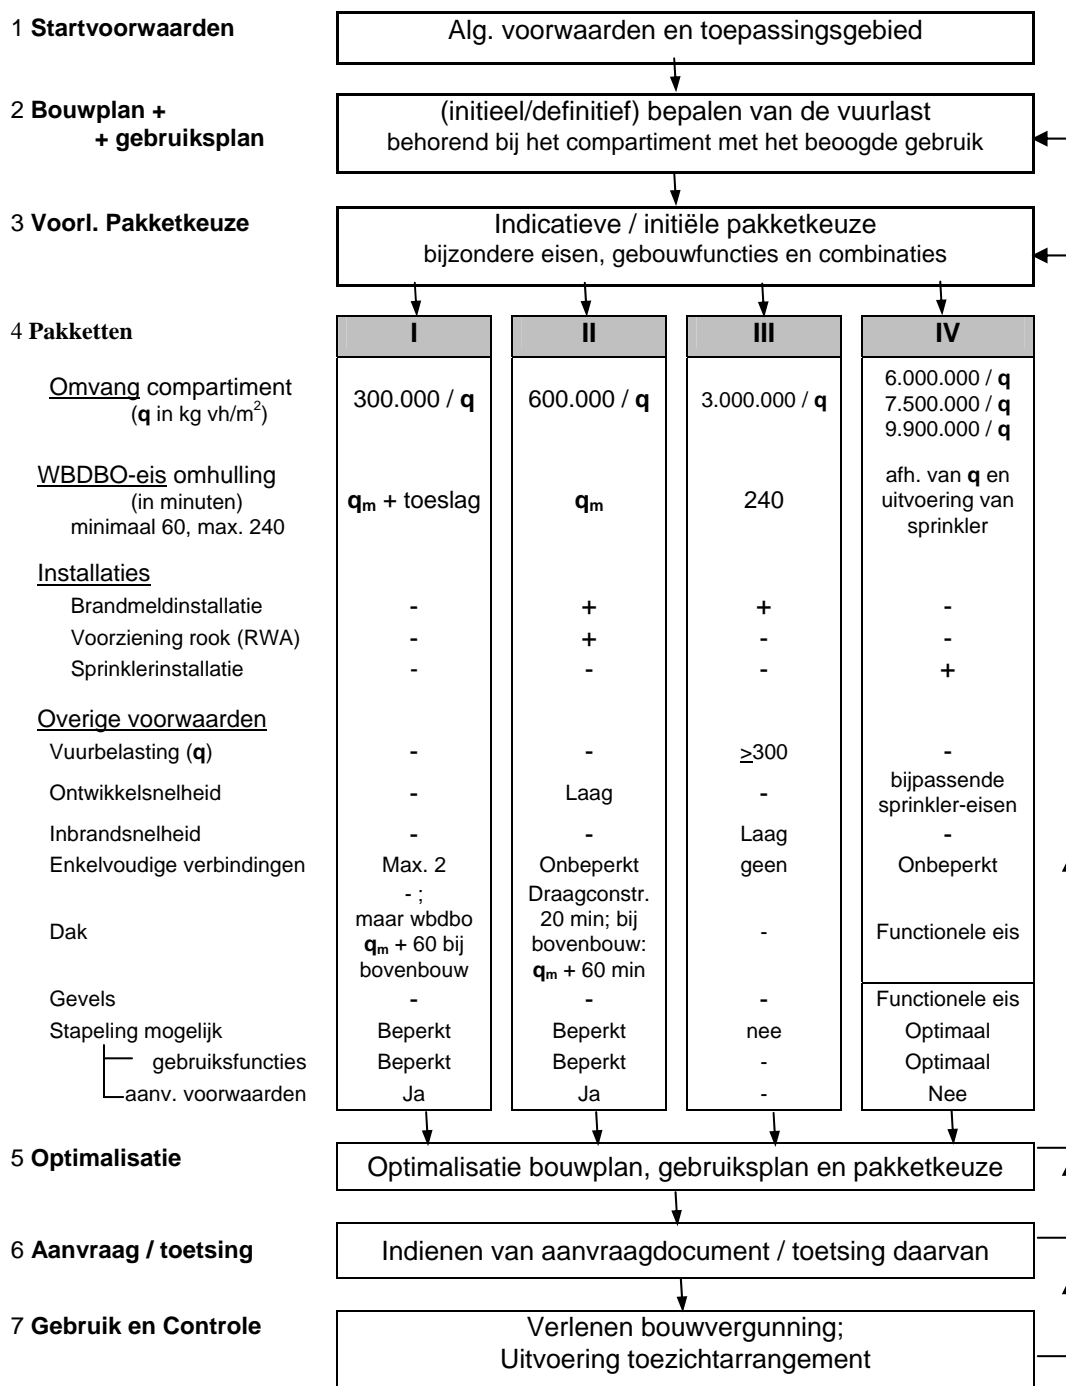 1 Startvoorwaarden
Alg. voorwaarden en toepassingsgebied
2 Bouwplan +
+ gebruiksplan
(initieel/definitief) bepalen van de vuurlast
behorend bij het compartiment met het beoogde gebruik
3 Voorl. Pakketkeuze
Indicatieve / initiële pakketkeuze
bijzondere eisen, gebouwfuncties en combinaties
4 Pakketten
I II III IV
Omvang compartiment
(q in kg vh/m²)
300.000 / q 600.000 / q 3.000.000 / q
6.000.000 / q
7.500.000 / q
9.900.000 / q
WBDBO-eis omhulling
(in minuten)
minimaal 60, max. 240
qm + toeslag qm 240
afh. van q en
uitvoering van
sprinkler
Installaties
Brandmeldinstallatie - + + -
Voorziening rook (RWA) - + - -
Sprinklerinstallatie - - - +
Overige voorwaarden
Vuurbelasting (q) - - ≥300 -
Ontwikkelsnelheid - Laag -
bijpassende
sprinkler-eisen
Inbrandsnelheid - - Laag -
Enkelvoudige verbindingen Max. 2 Onbeperkt geen Onbeperkt
Dak
- ;
maar wbdbo
qm + 60 bij
bovenbouw
Draagconstr.
20 min; bij
bovenbouw:
qm + 60 min
-
Functionele eis
Gevels - - - Functionele eis
Stapeling mogelijk Beperkt Beperkt nee Optimaal
gebruiksfuncties Beperkt Beperkt - Optimaal
aanv. voorwaarden Ja Ja - Nee
5 Optimalisatie
Optimalisatie bouwplan, gebruiksplan en pakketkeuze
6 Aanvraag / toetsing
Indienen van aanvraagdocument / toetsing daarvan
7 Gebruik en Controle
Verlenen bouwvergunning;
Uitvoering toezichtarrangement